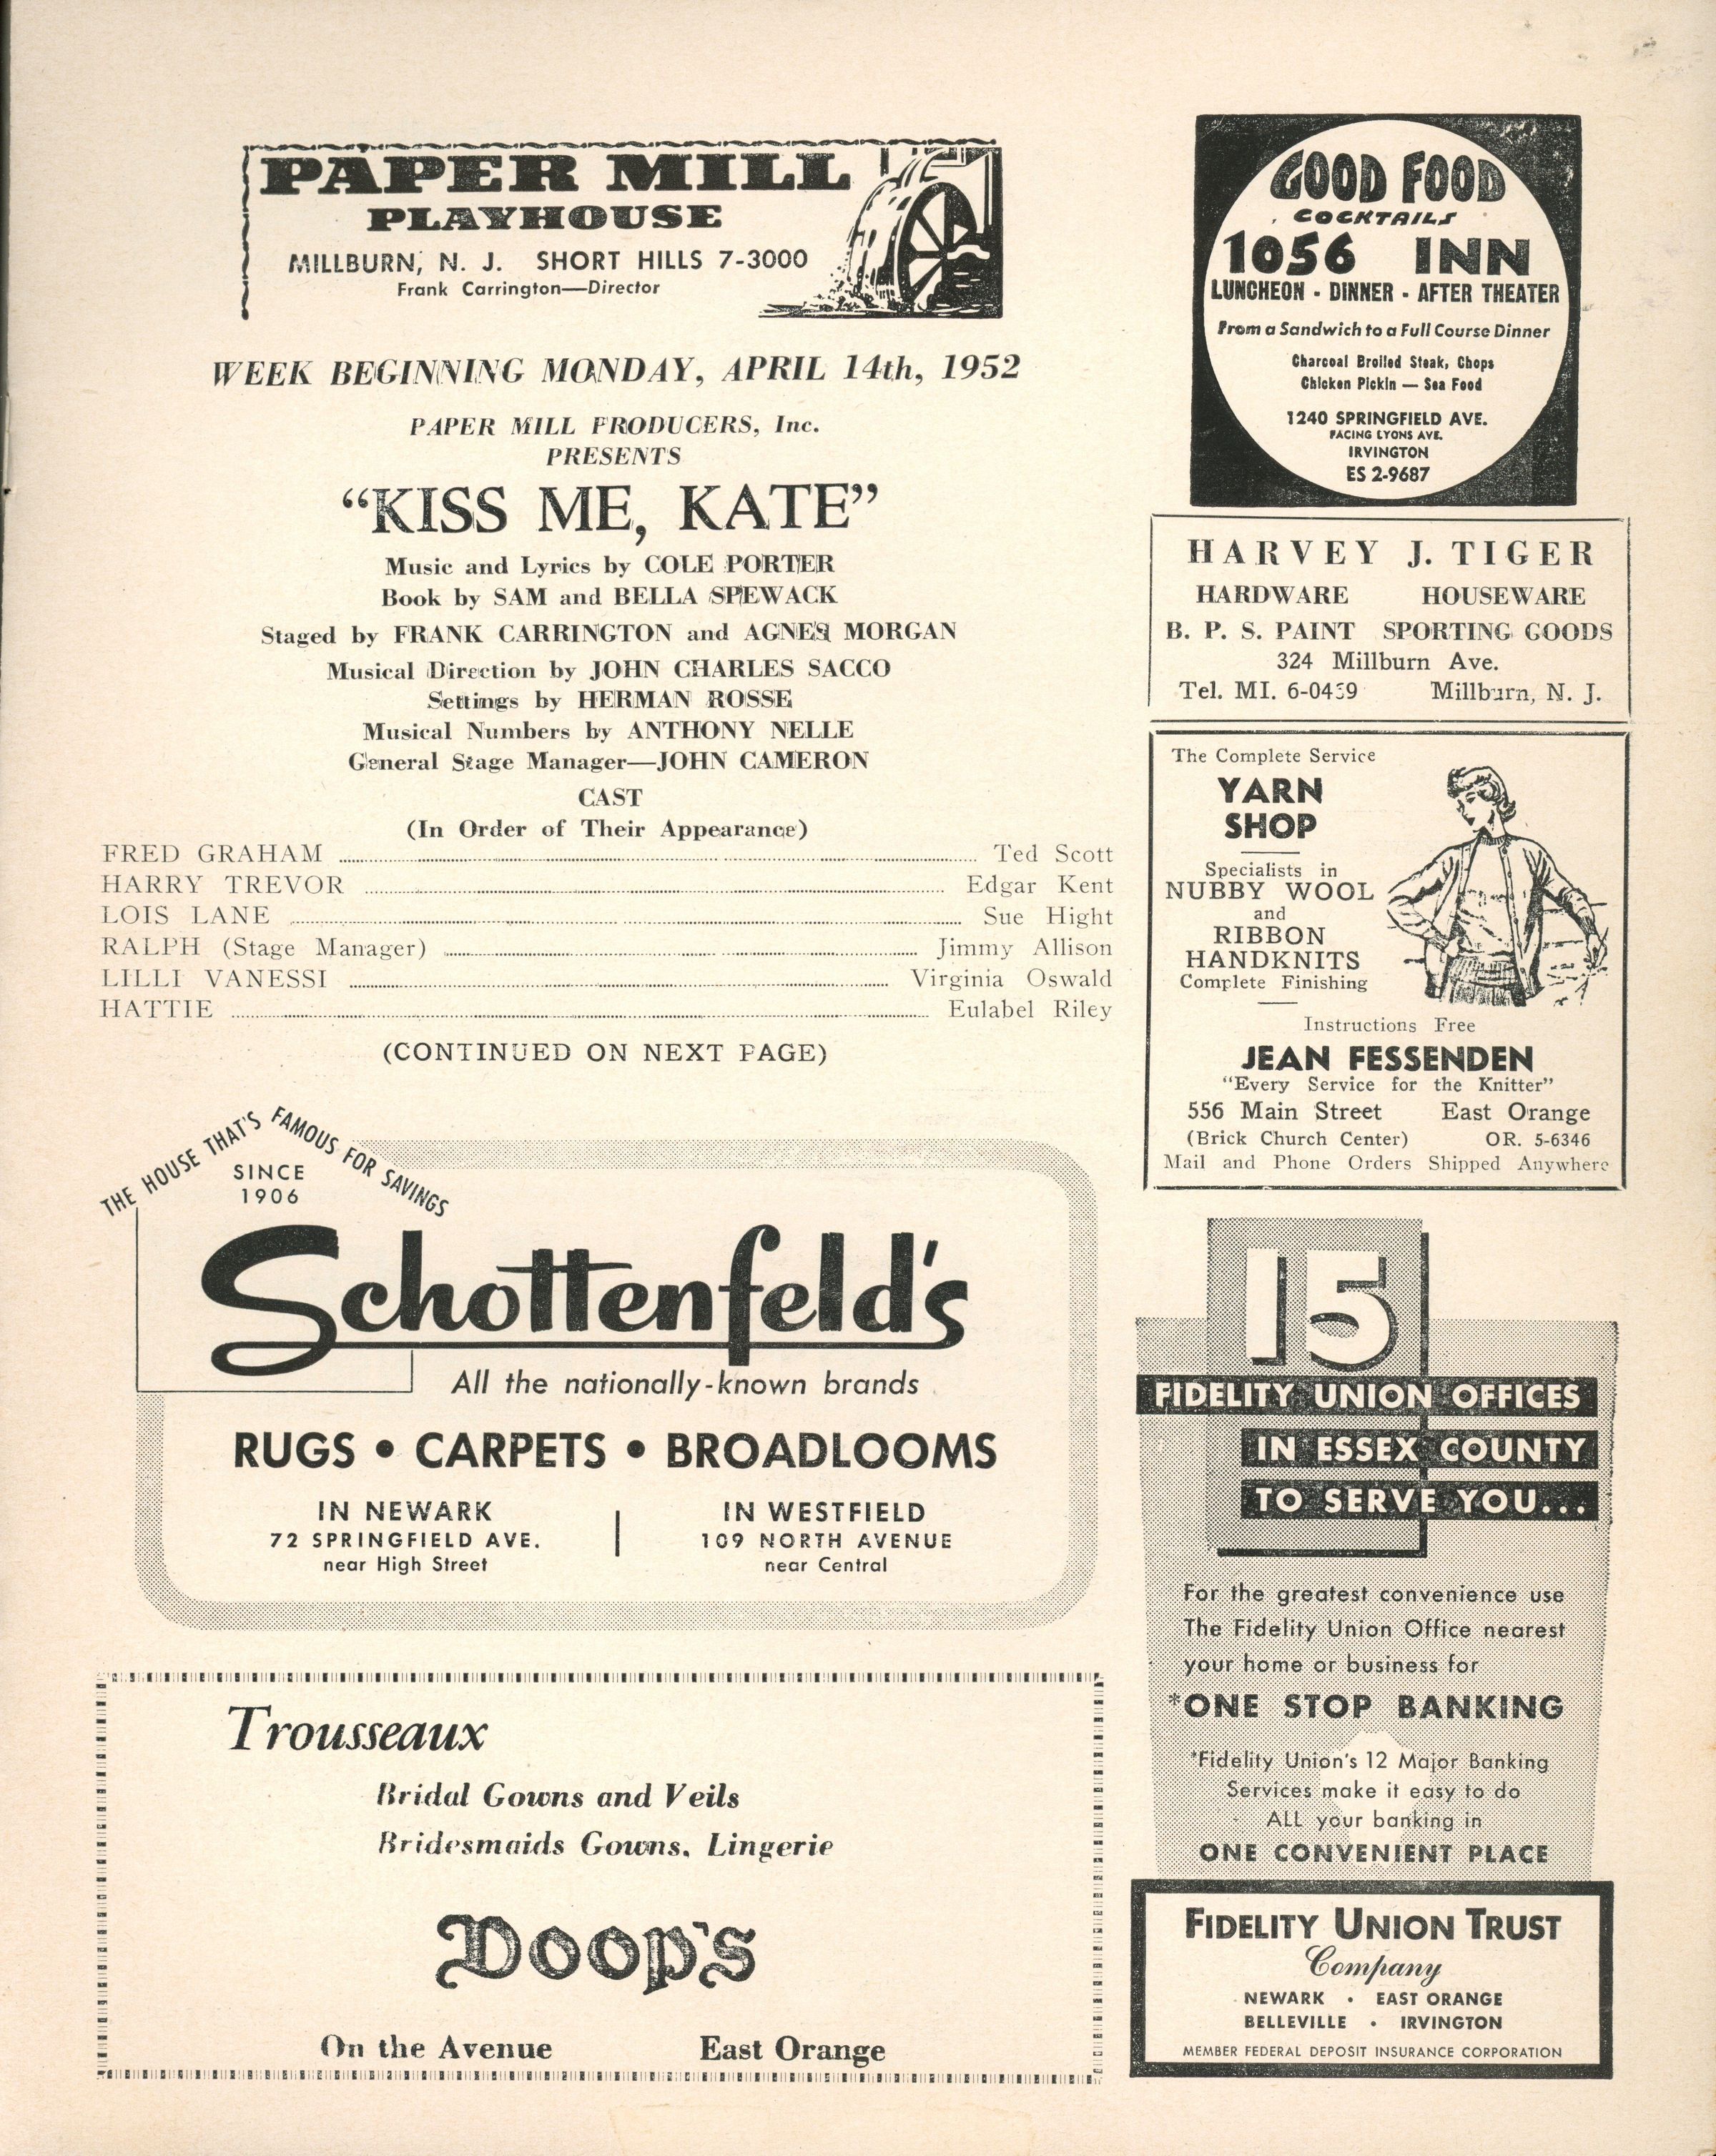 PAPER MILL
PLAYHOUSE
MILLBURN, N. J. SHORT HILLS 7-3000
Frank Carrington—Director
WEEK BEGINNING MONDAY, APRIL 14th, 1952
PAPER MILL PRODUCERS, Inc.
PRESENTS
“KISS ME, KATE”
Music and Lyrics by COLE PORTER
Book by SAM and BELLA SPEWACK
Staged by FRANK CARRINGTON and AGNES MORGAN
Musical Direction by JOHN CHARLES SACCO
Settings by HERMAN ROSSE
Musical Numbers by ANTHONY NELLE
General Stage Manager—JOHN CAMERON
CAST
(In Order of Their Appearance)
FRED GRAHAM ........ Ted Scott
HARRY TREVOR ........ Edgar Kent
LOIS LANE ........ Sue Hight
RALPH (Stage Manager) ........ Jimmy Allison
LILLI VANESSI ........ Virginia Oswald
HATTIE ........ Eulabel Riley
(CONTINUED ON NEXT PAGE)
THE HOUSE THAT'S FAMOUS FOR SAVINGS
SINCE
1906
Schottenfeld's
All the nationally-known brands
RUGS • CARPETS • BROADLOOMS
IN NEWARK
72 SPRINGFIELD AVE.
near High Street
IN WESTFIELD
109 NORTH AVENUE
near Central
Trousseaux
Bridal Gowns and Veils
Bridesmaids Gowns, Lingerie
Doop's
On the Avenue East Orange
GOOD FOOD
COCKTAILS
1056 INN
LUNCHEON - DINNER - AFTER THEATER
From a Sandwich to a Full Course Dinner
Charcoal Broiled Steak, Chops
Chicken Pickin — Sea Food
1240 SPRINGFIELD AVE.
FACING LYONS AVE.
IRVINGTON
ES 2-9687
HARVEY J. TIGER
HARDWARE HOUSEWARE
B. P. S. PAINT SPORTING GOODS
324 Millburn Ave.
Tel. MI. 6-0459 Millburn, N. J.
The Complete Service
YARN
SHOP
Specialists in
NUBBY WOOL
and
RIBBON
HANDKNITS
Complete Finishing
Instructions Free
JEAN FESSENDEN
“Every Service for the Knitter”
556 Main Street East Orange
(Brick Church Center) OR. 5-6346
Mail and Phone Orders Shipped Anywhere
15
FIDELITY UNION OFFICES
IN ESSEX COUNTY
TO SERVE YOU...
For the greatest convenience use
The Fidelity Union Office nearest
your home or business for
*ONE STOP BANKING
*Fidelity Union's 12 Major Banking
Services make it easy to do
ALL your banking in
ONE CONVENIENT PLACE
FIDELITY UNION TRUST
Company
NEWARK • EAST ORANGE
BELLEVILLE • IRVINGTON
MEMBER FEDERAL DEPOSIT INSURANCE CORPORATION